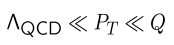 Λ_QCD ≪ P_T ≪ Q